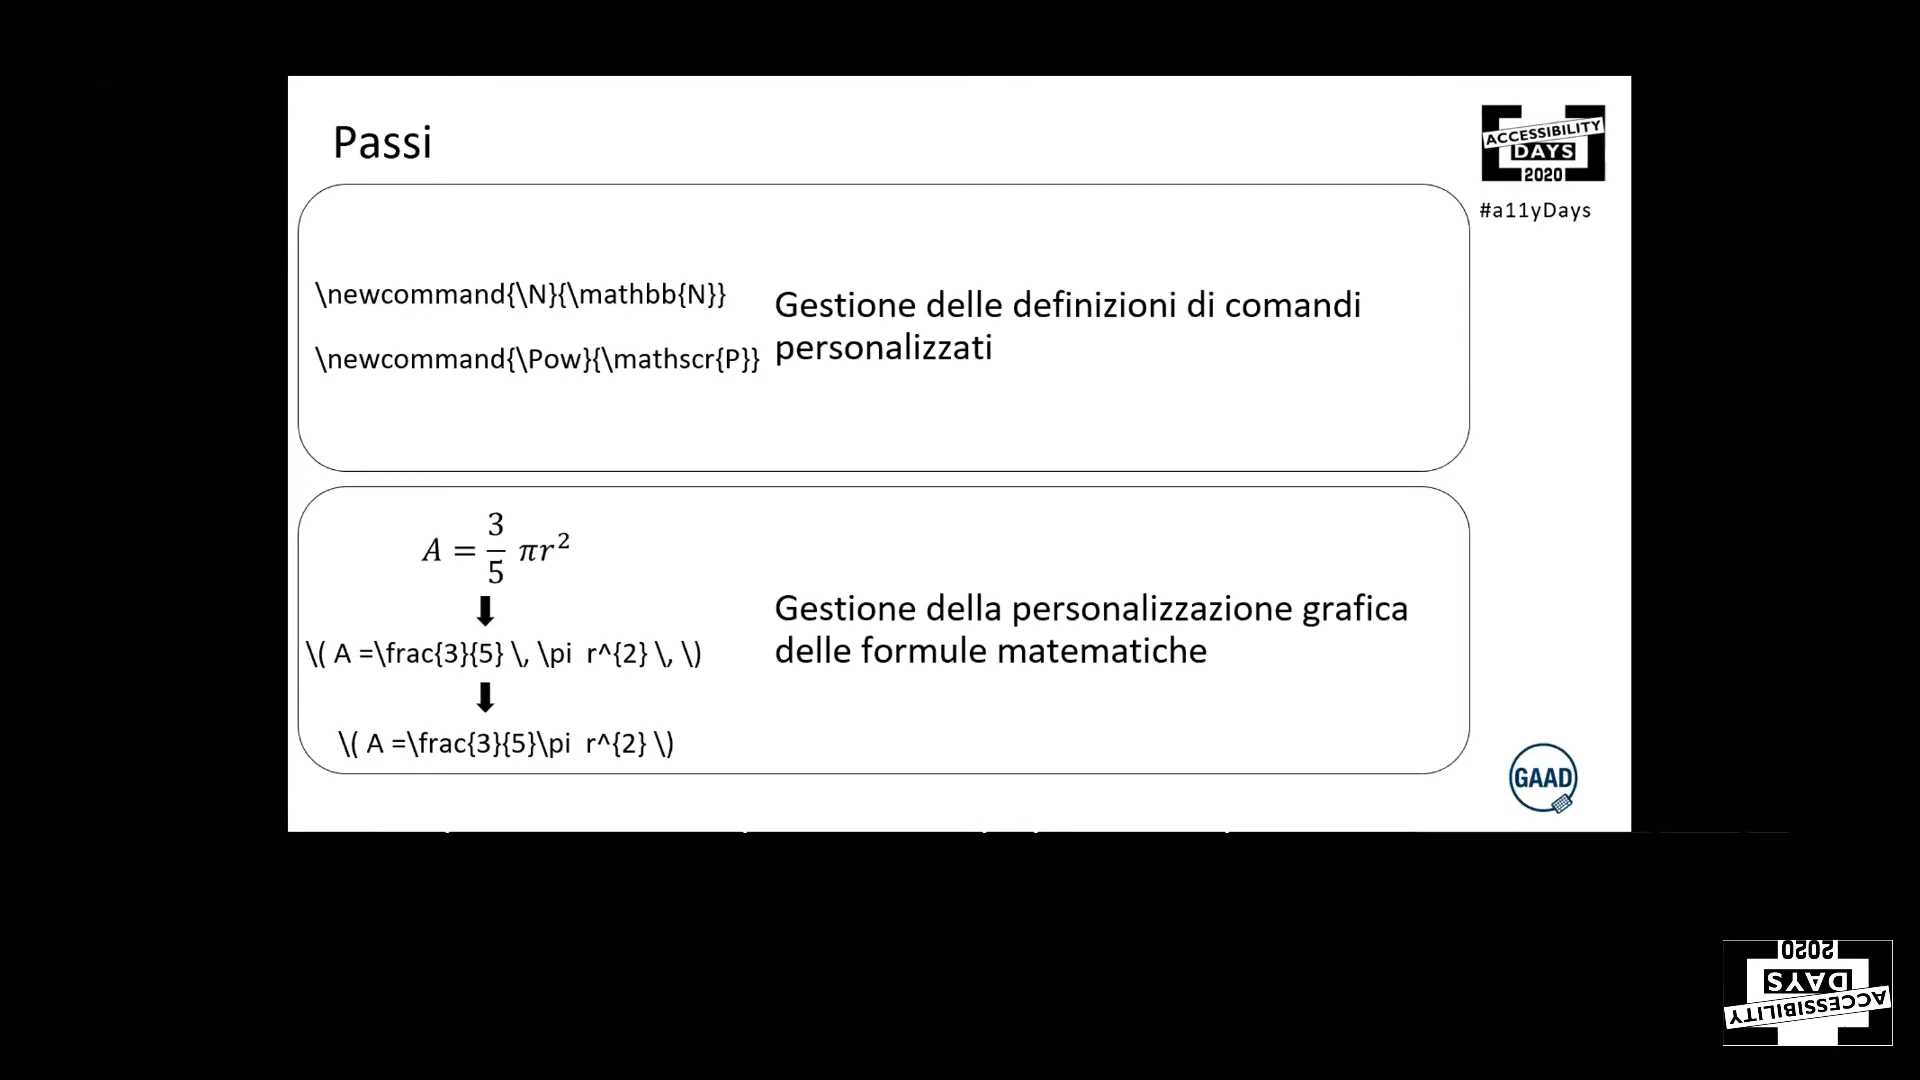 Passi
ACCESSIBILITY
DAYS
2020
#a11yDays
\newcommand{\N}{\mathbb{N}}
\newcommand{\Pow}{\mathscr{P}}
Gestione delle definizioni di comandi
personalizzati
A = 3/5 πr²
\( A =\frac{3}{5} \, \pi  r^{2} \, \)
\( A =\frac{3}{5}\pi  r^{2} \)
Gestione della personalizzazione grafica
delle formule matematiche
GAAD
2020
DAYS
ACCESSIBILITY